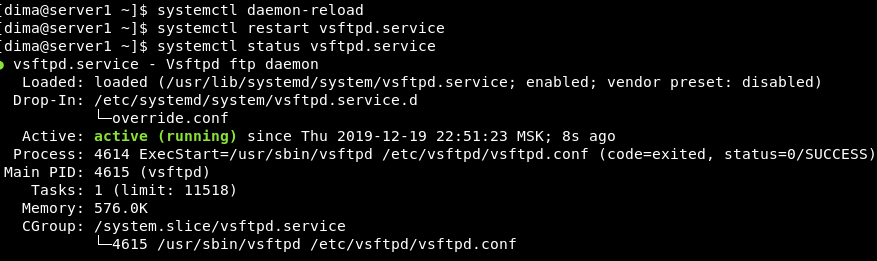 [dima@server1 ~]$ systemctl daemon-reload
[dima@server1 ~]$ systemctl restart vsftpd.service
[dima@server1 ~]$ systemctl status vsftpd.service
● vsftpd.service - Vsftpd ftp daemon
   Loaded: loaded (/usr/lib/systemd/system/vsftpd.service; enabled; vendor preset: disabled)
  Drop-In: /etc/systemd/system/vsftpd.service.d
           └─override.conf
   Active: active (running) since Thu 2019-12-19 22:51:23 MSK; 8s ago
  Process: 4614 ExecStart=/usr/sbin/vsftpd /etc/vsftpd/vsftpd.conf (code=exited, status=0/SUCCESS)
 Main PID: 4615 (vsftpd)
    Tasks: 1 (limit: 11518)
   Memory: 576.0K
   CGroup: /system.slice/vsftpd.service
           └─4615 /usr/sbin/vsftpd /etc/vsftpd/vsftpd.conf